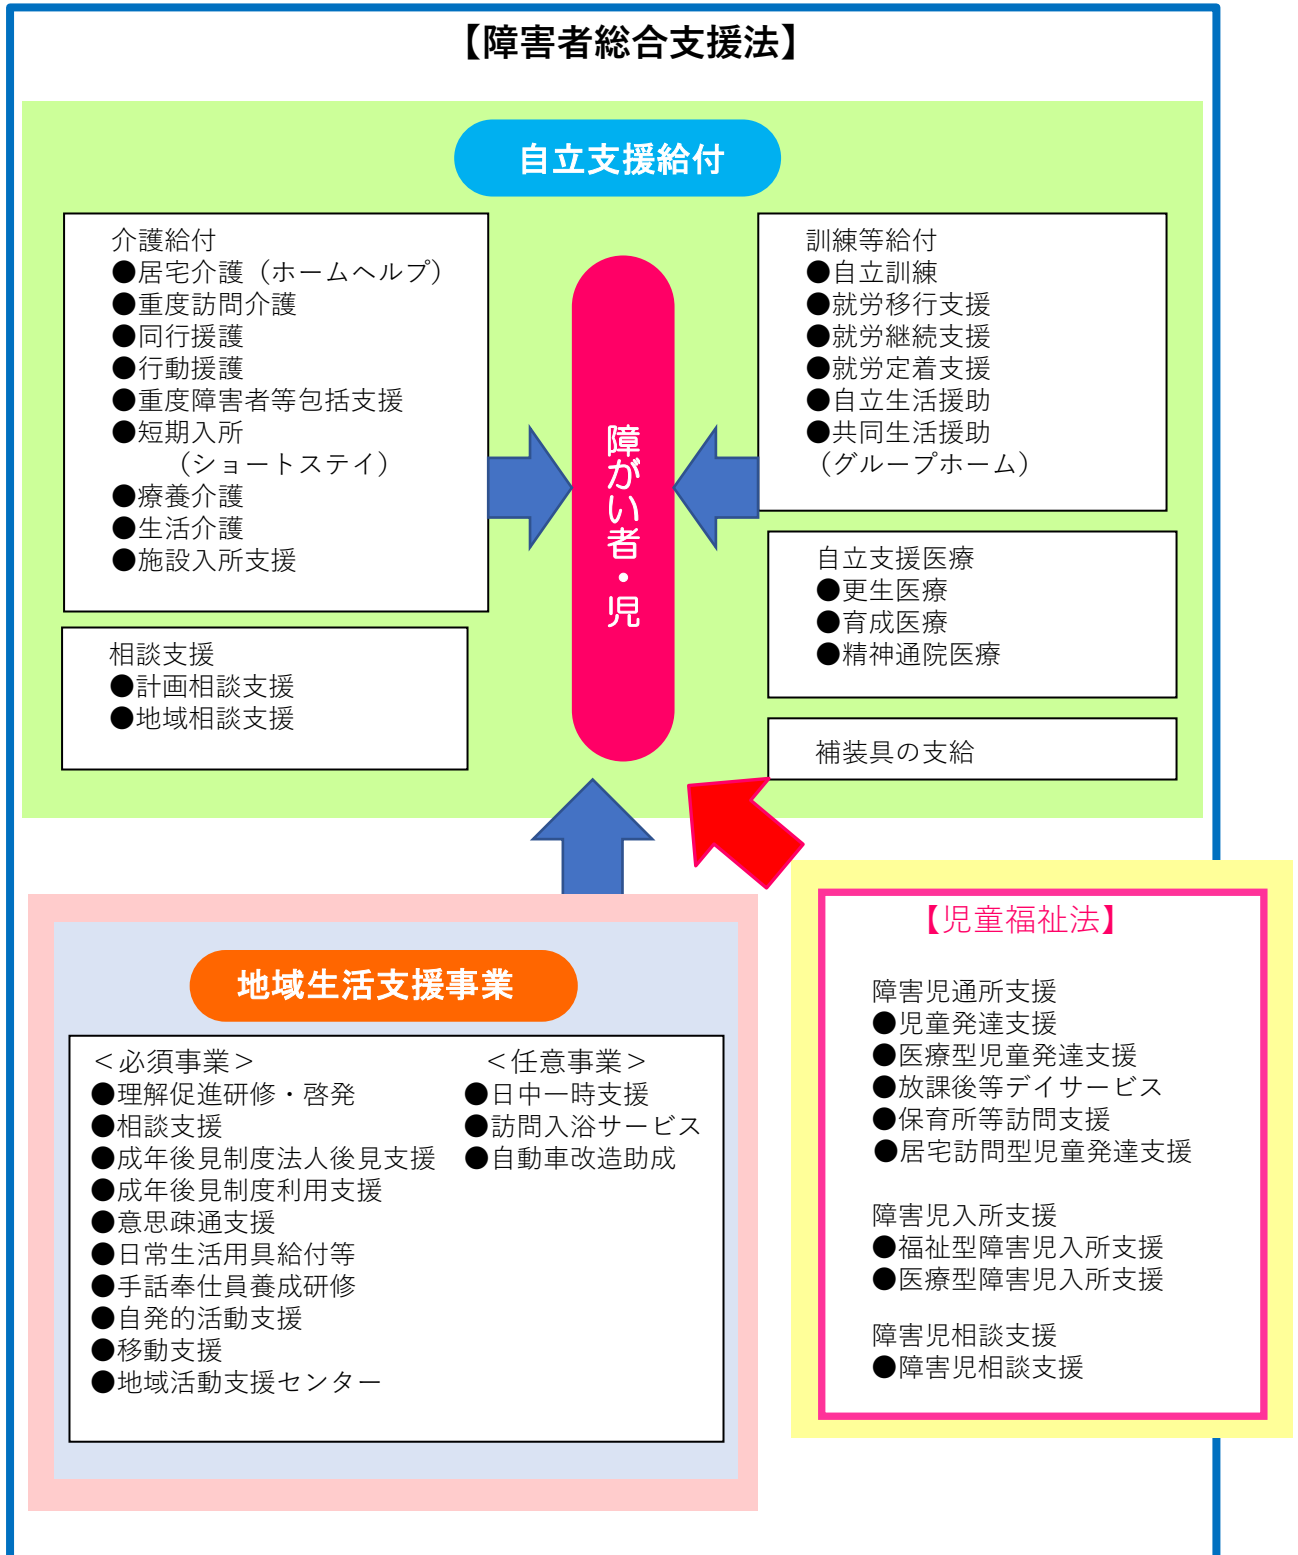 【障害者総合支援法】
自立支援給付
介護給付
●居宅介護（ホームヘルプ）
●重度訪問介護
●同行援護
●行動援護
●重度障害者等包括支援
●短期入所
（ショートステイ）
●療養介護
●生活介護
●施設入所支援
相談支援
●計画相談支援
●地域相談支援
障がい者・児
訓練等給付
●自立訓練
●就労移行支援
●就労継続支援
●就労定着支援
●自立生活援助
●共同生活援助
（グループホーム）
自立支援医療
●更生医療
●育成医療
●精神通院医療
補装具の支給
地域生活支援事業
＜必須事業＞
●理解促進研修・啓発
●相談支援
●成年後見制度法人後見支援
●成年後見制度利用支援
●意思疎通支援
●日常生活用具給付等
●手話奉仕員養成研修
●自発的活動支援
●移動支援
●地域活動支援センター
＜任意事業＞
●日中一時支援
●訪問入浴サービス
●自動車改造助成
【児童福祉法】
障害児通所支援
●児童発達支援
●医療型児童発達支援
●放課後等デイサービス
●保育所等訪問支援
●居宅訪問型児童発達支援
障害児入所支援
●福祉型障害児入所支援
●医療型障害児入所支援
障害児相談支援
●障害児相談支援